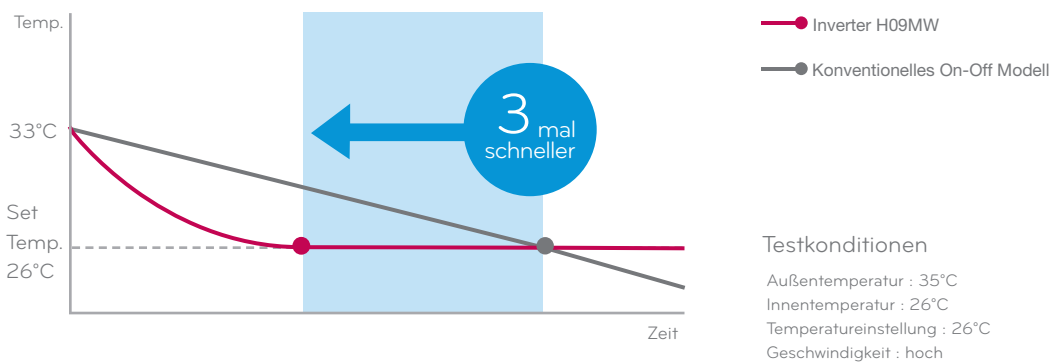 Temp.
33°C
Set
Temp.
26°C
3 mal
schneller
Zeit
Inverter H09MW
Konventionelles On-Off Modell
Testkonditionen
Außentemperatur : 35°C
Innentemperatur : 26°C
Temperatureinstellung : 26°C
Geschwindigkeit : hoch